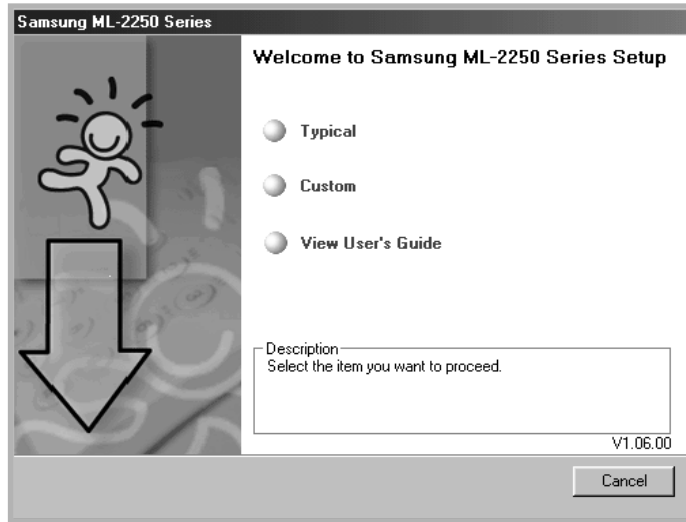 Samsung ML-2250 Series
Welcome to Samsung ML-2250 Series Setup
Typical
Custom
View User's Guide
Description
Select the item you want to proceed.
V1.06.00
Cancel